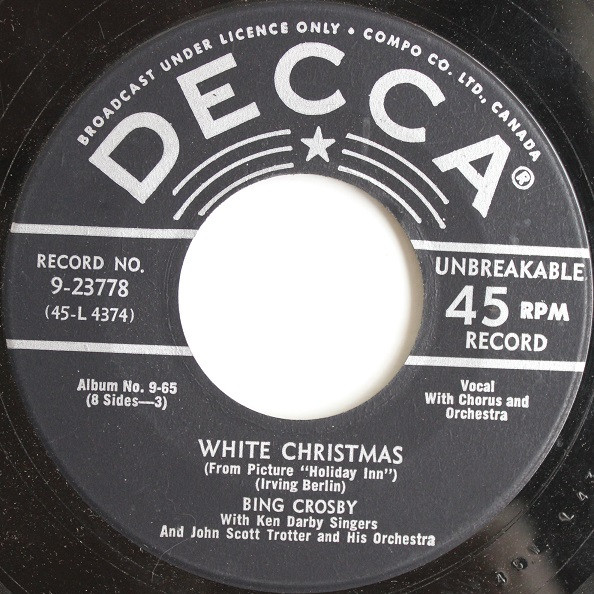 BROADCAST UNDER LICENCE ONLY • COMPO CO. LTD., CANADA
DECCA®
RECORD NO.
9-23778
(45-L 4374)
UNBREAKABLE
45 RPM
RECORD
Album No. 9-65
(8 Sides—3)
Vocal
With Chorus and
Orchestra
WHITE CHRISTMAS
(From Picture "Holiday Inn")
(Irving Berlin)
BING CROSBY
With Ken Darby Singers
And John Scott Trotter and His Orchestra